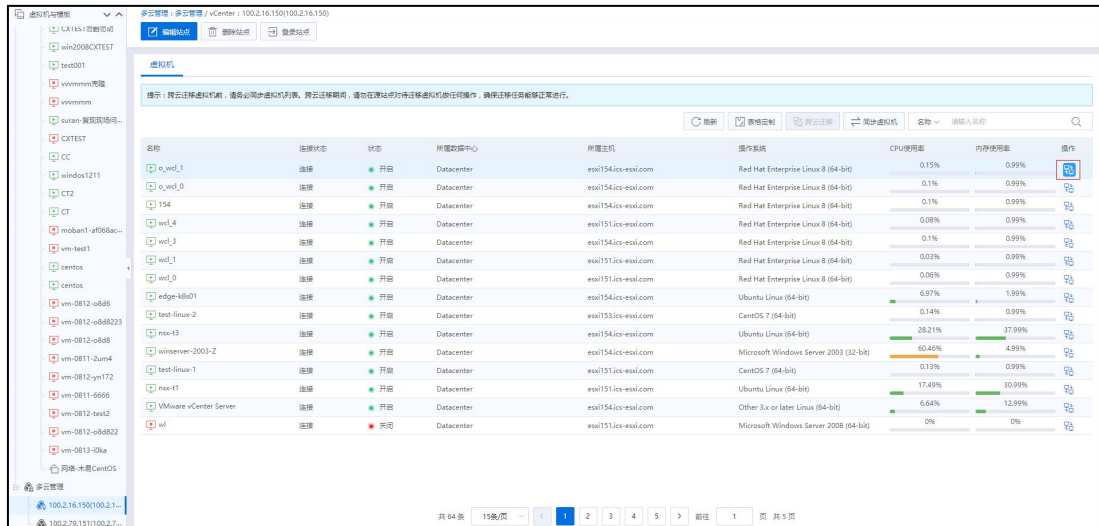 虚拟机与模板
CXTEST勿删勿动
win2008CXTEST
test001
vvvmmm克隆
vvvmmm
suran-复现现场问...
CXTEST
CC
windos1211
CT2
CT
moban1-af068ac...
vm-test1
centos
centos
vm-0812-o8d6
vm-0812-o8d8223
vm-0812-o8d8
vm-0811-2um4
vm-0812-yn172
vm-0811-6666
vm-0812-test2
vm-0812-o8d822
vm-0813-i0ka
网络-木易CentOS
多云管理
100.2.16.150(100.2.1...
100.2.79.151(100.2.7...
多云管理：多云管理 / vCenter：100.2.16.150(100.2.16.150)
编辑站点 删除站点 登录站点
虚拟机
提示：跨云迁移虚拟机前，请务必同步虚拟机列表。跨云迁移期间，请勿在源站点对待迁移虚拟机做任何操作，确保迁移任务能够正常进行。
刷新 表格定制 跨云迁移 同步虚拟机 名称 请输入名称
名称 连接状态 状态 所属数据中心 所属主机 操作系统 CPU使用率 内存使用率 操作
o_wcl_1 连接 开启 Datacenter esxi154.ics-esxi.com Red Hat Enterprise Linux 8 (64-bit) 0.15% 0.99%
o_wcl_0 连接 开启 Datacenter esxi154.ics-esxi.com Red Hat Enterprise Linux 8 (64-bit) 0.1% 0.99%
154 连接 开启 Datacenter esxi154.ics-esxi.com Red Hat Enterprise Linux 8 (64-bit) 0.1% 0.99%
wcl_4 连接 开启 Datacenter esxi151.ics-esxi.com Red Hat Enterprise Linux 8 (64-bit) 0.08% 0.99%
wcl_3 连接 开启 Datacenter esxi154.ics-esxi.com Red Hat Enterprise Linux 8 (64-bit) 0.1% 0.99%
wcl_1 连接 开启 Datacenter esxi151.ics-esxi.com Red Hat Enterprise Linux 8 (64-bit) 0.03% 0.99%
wcl_0 连接 开启 Datacenter esxi151.ics-esxi.com Red Hat Enterprise Linux 8 (64-bit) 0.06% 0.99%
edge-k8s01 连接 开启 Datacenter esxi154.ics-esxi.com Ubuntu Linux (64-bit) 6.97% 1.99%
test-linux-2 连接 开启 Datacenter esxi153.ics-esxi.com CentOS 7 (64-bit) 0.14% 0.99%
nsx-t3 连接 开启 Datacenter esxi154.ics-esxi.com Ubuntu Linux (64-bit) 28.21% 37.99%
winserver-2003-Z 连接 开启 Datacenter esxi154.ics-esxi.com Microsoft Windows Server 2003 (32-bit) 60.46% 4.99%
test-linux-1 连接 开启 Datacenter esxi151.ics-esxi.com CentOS 7 (64-bit) 0.13% 0.99%
nsx-t1 连接 开启 Datacenter esxi151.ics-esxi.com Ubuntu Linux (64-bit) 17.49% 30.99%
VMware vCenter Server 连接 开启 Datacenter esxi154.ics-esxi.com Other 3.x or later Linux (64-bit) 6.64% 12.99%
wl 连接 关闭 Datacenter esxi151.ics-esxi.com Microsoft Windows Server 2008 (64-bit) 0% 0%
共 64 条 15条/页 1 2 3 4 5 前往 1 页 共 5 页